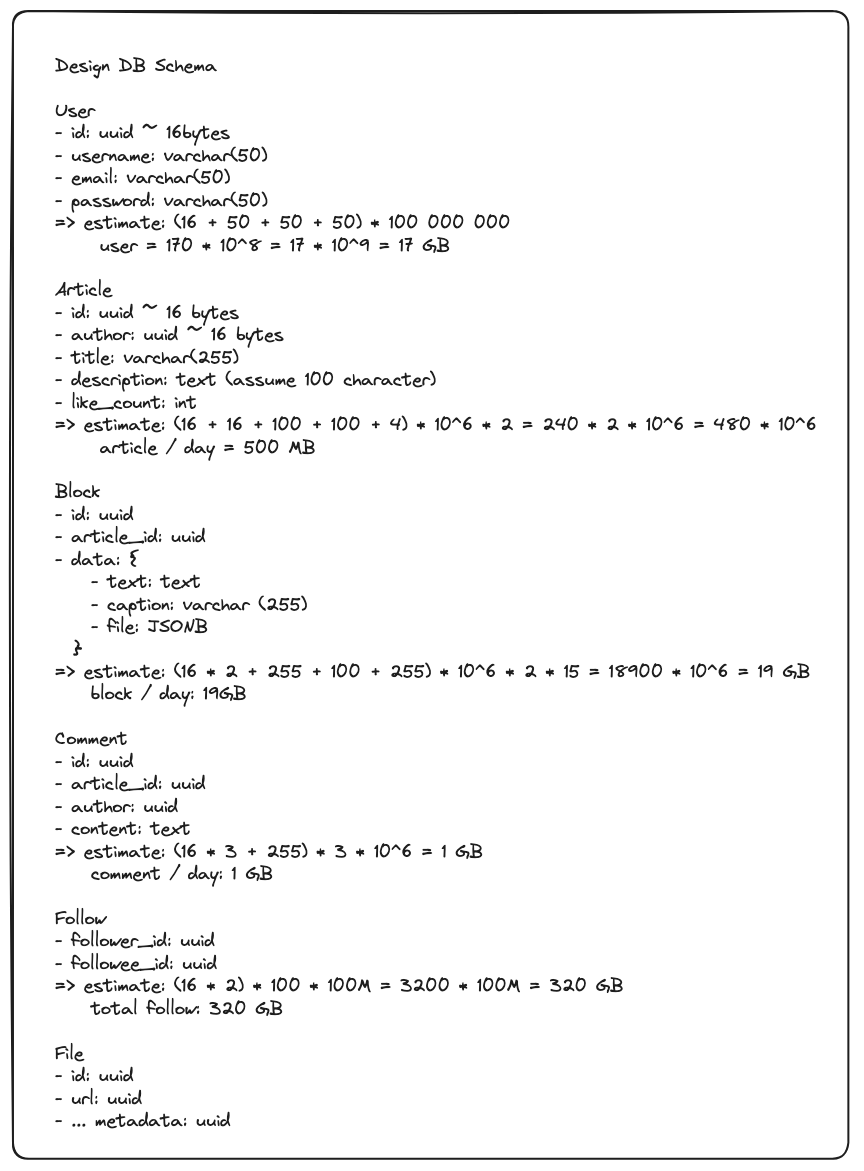 Design DB Schema
User
- id: uuid ~ 16bytes
- username: varchar(50)
- email: varchar(50)
- password: varchar(50)
=> estimate: (16 + 50 + 50 + 50) * 100 000 000
user = 170 * 10^8 = 17 * 10^9 = 17 GB
Article
- id: uuid ~ 16 bytes
- author: uuid ~ 16 bytes
- title: varchar(255)
- description: text (assume 100 character)
- like_count: int
=> estimate: (16 + 16 + 100 + 100 + 4) * 10^6 * 2 = 240 * 2 * 10^6 = 480 * 10^6
article / day = 500 MB
Block
- id: uuid
- article_id: uuid
- data: {
- text: text
- caption: varchar (255)
- file: JSONB
}
=> estimate: (16 * 2 + 255 + 100 + 255) * 10^6 * 2 * 15 = 18900 * 10^6 = 19 GB
block / day: 19GB
Comment
- id: uuid
- article_id: uuid
- author: uuid
- content: text
=> estimate: (16 * 3 + 255) * 3 * 10^6 = 1 GB
comment / day: 1 GB
Follow
- follower_id: uuid
- followee_id: uuid
=> estimate: (16 * 2) * 100 * 100M = 3200 * 100M = 320 GB
total follow: 320 GB
File
- id: uuid
- url: uuid
- ... metadata: uuid